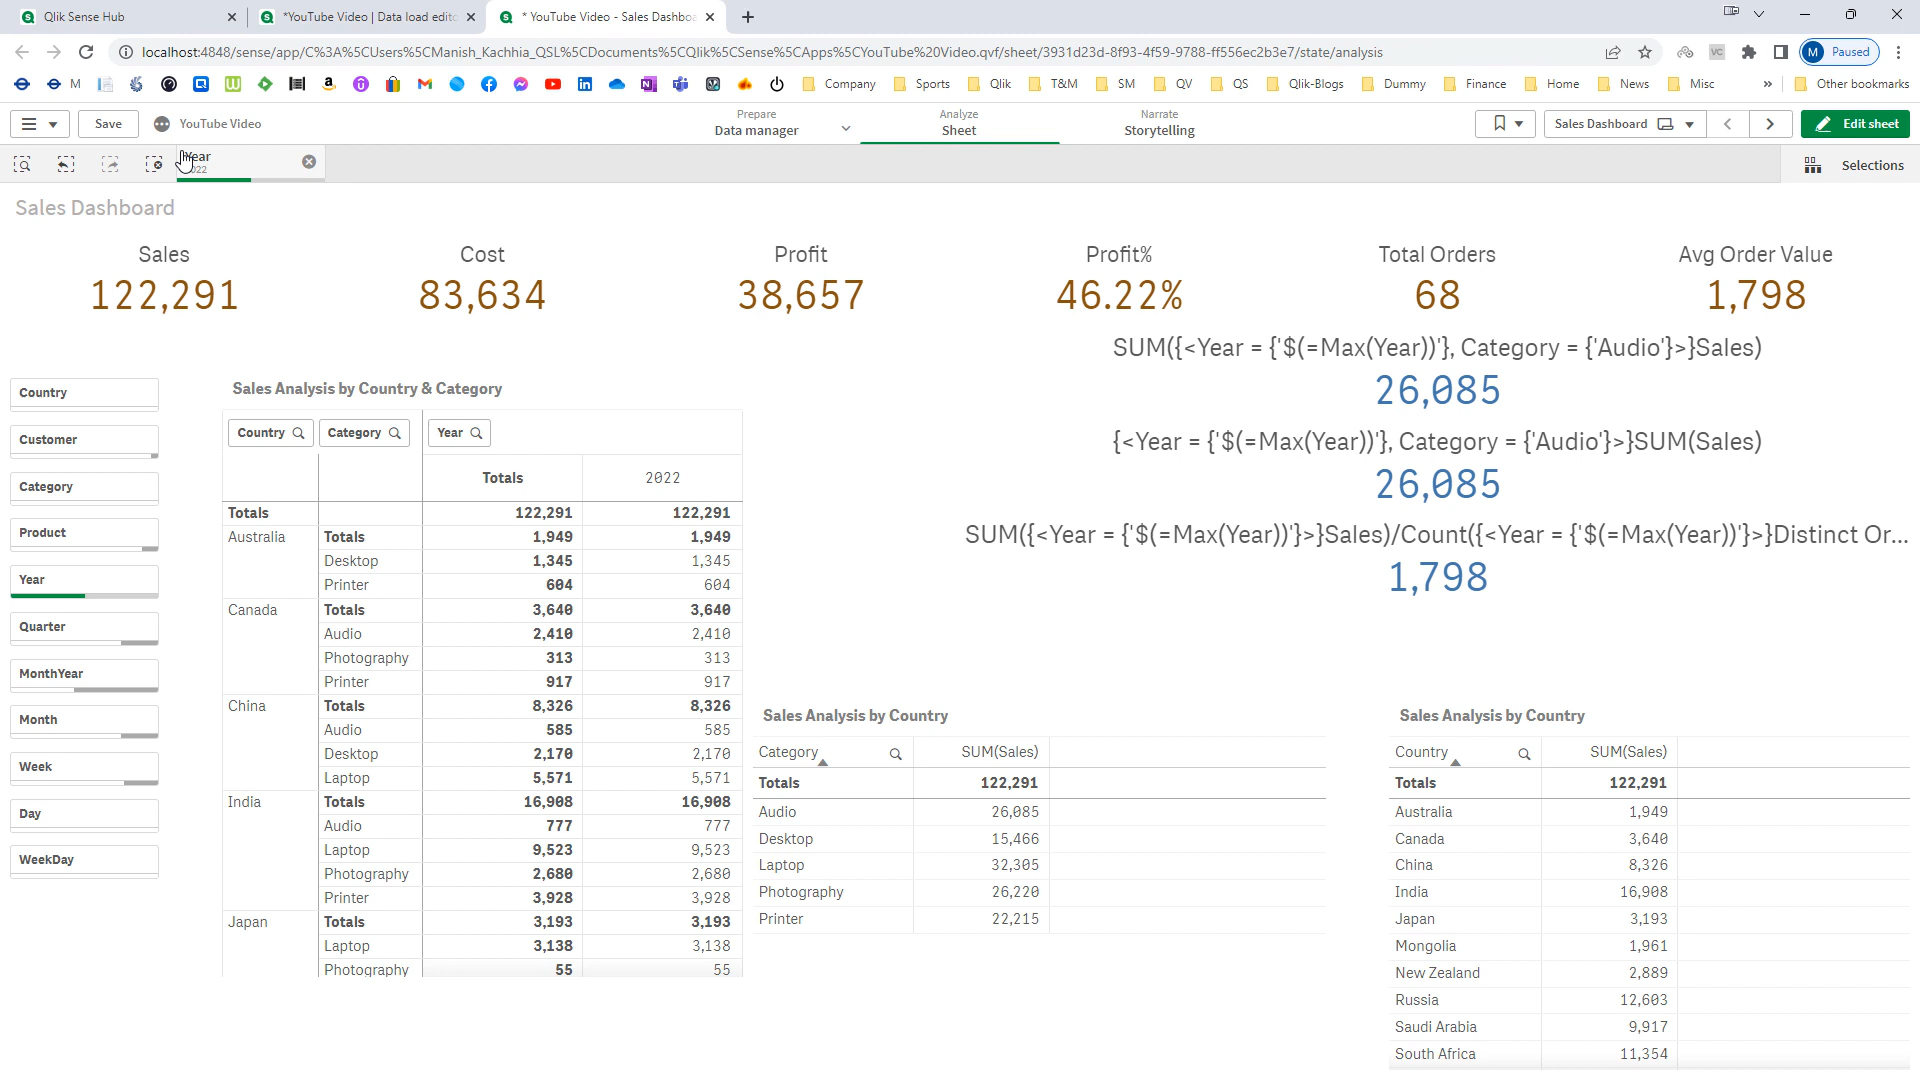 Qlik Sense Hub
*YouTube Video | Data load edito
* YouTube Video - Sales Dashboa
localhost:4848/sense/app/C%3A%5CUsers%5CManish_Kachhia_QSL%5CDocuments%5CQlik%5CSense%5CApps%5CYouTube%20Video.qvf/sheet/3931d23d-8f93-4f59-9788-ff556ec2b3e7/state/analysis
M Paused
M Company Sports Qlik T&M SM QV QS Qlik-Blogs Dummy Finance Home News Misc » Other bookmarks
Save YouTube Video
Prepare
Data manager
Analyze
Sheet
Narrate
Storytelling
Sales Dashboard
Edit sheet
Year
2022
Selections
Sales Dashboard
Sales
122,291
Cost
83,634
Profit
38,657
Profit%
46.22%
Total Orders
68
Avg Order Value
1,798
SUM({<Year = {'$(=Max(Year))'}, Category = {'Audio'}>}Sales)
26,085
{<Year = {'$(=Max(Year))'}, Category = {'Audio'}>}SUM(Sales)
26,085
SUM({<Year = {'$(=Max(Year))'}>}Sales)/Count({<Year = {'$(=Max(Year))'}>}Distinct Or...
1,798
Country
Customer
Category
Product
Year
Quarter
MonthYear
Month
Week
Day
WeekDay
Sales Analysis by Country & Category
Country Category Year
Totals 2022
Totals 122,291 122,291
Australia Totals 1,949 1,949
Desktop 1,345 1,345
Printer 604 604
Canada Totals 3,640 3,640
Audio 2,410 2,410
Photography 313 313
Printer 917 917
China Totals 8,326 8,326
Audio 585 585
Desktop 2,170 2,170
Laptop 5,571 5,571
India Totals 16,908 16,908
Audio 777 777
Laptop 9,523 9,523
Photography 2,680 2,680
Printer 3,928 3,928
Japan Totals 3,193 3,193
Laptop 3,138 3,138
Photography 55 55
Sales Analysis by Country
Category SUM(Sales)
Totals 122,291
Audio 26,085
Desktop 15,466
Laptop 32,305
Photography 26,220
Printer 22,215
Sales Analysis by Country
Country SUM(Sales)
Totals 122,291
Australia 1,949
Canada 3,640
China 8,326
India 16,908
Japan 3,193
Mongolia 1,961
New Zealand 2,889
Russia 12,603
Saudi Arabia 9,917
South Africa 11,354